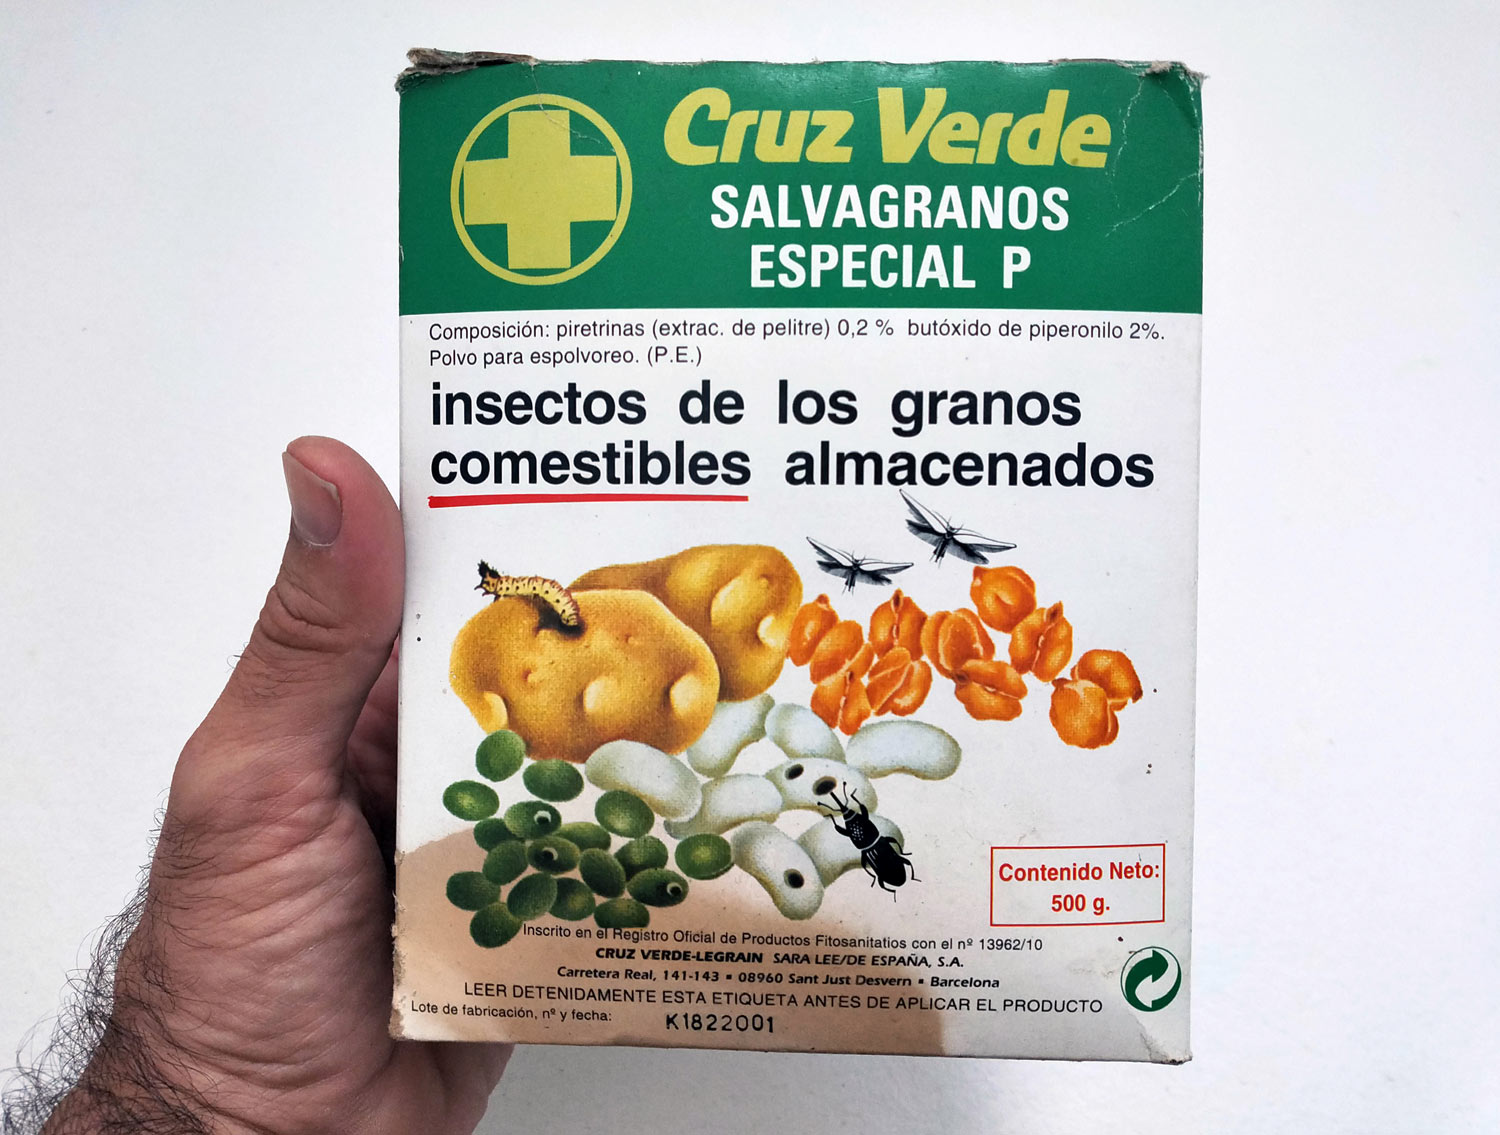 Cruz Verde
SALVAGRANOS
ESPECIAL P
Composición: piretrinas (extrac. de pelitre) 0,2 % butóxido de piperonilo 2%.
Polvo para espolvoreo. (P.E.)
insectos de los granos
comestibles almacenados
Contenido Neto:
500 g.
Inscrito en el Registro Oficial de Productos Fitosanitatios con el nº 13962/10
CRUZ VERDE-LEGRAIN SARA LEE/DE ESPAÑA, S.A.
Carretera Real, 141-143 ▪ 08960 Sant Just Desvern ▪ Barcelona
LEER DETENIDAMENTE ESTA ETIQUETA ANTES DE APLICAR EL PRODUCTO
Lote de fabricación, nº y fecha: K1822001